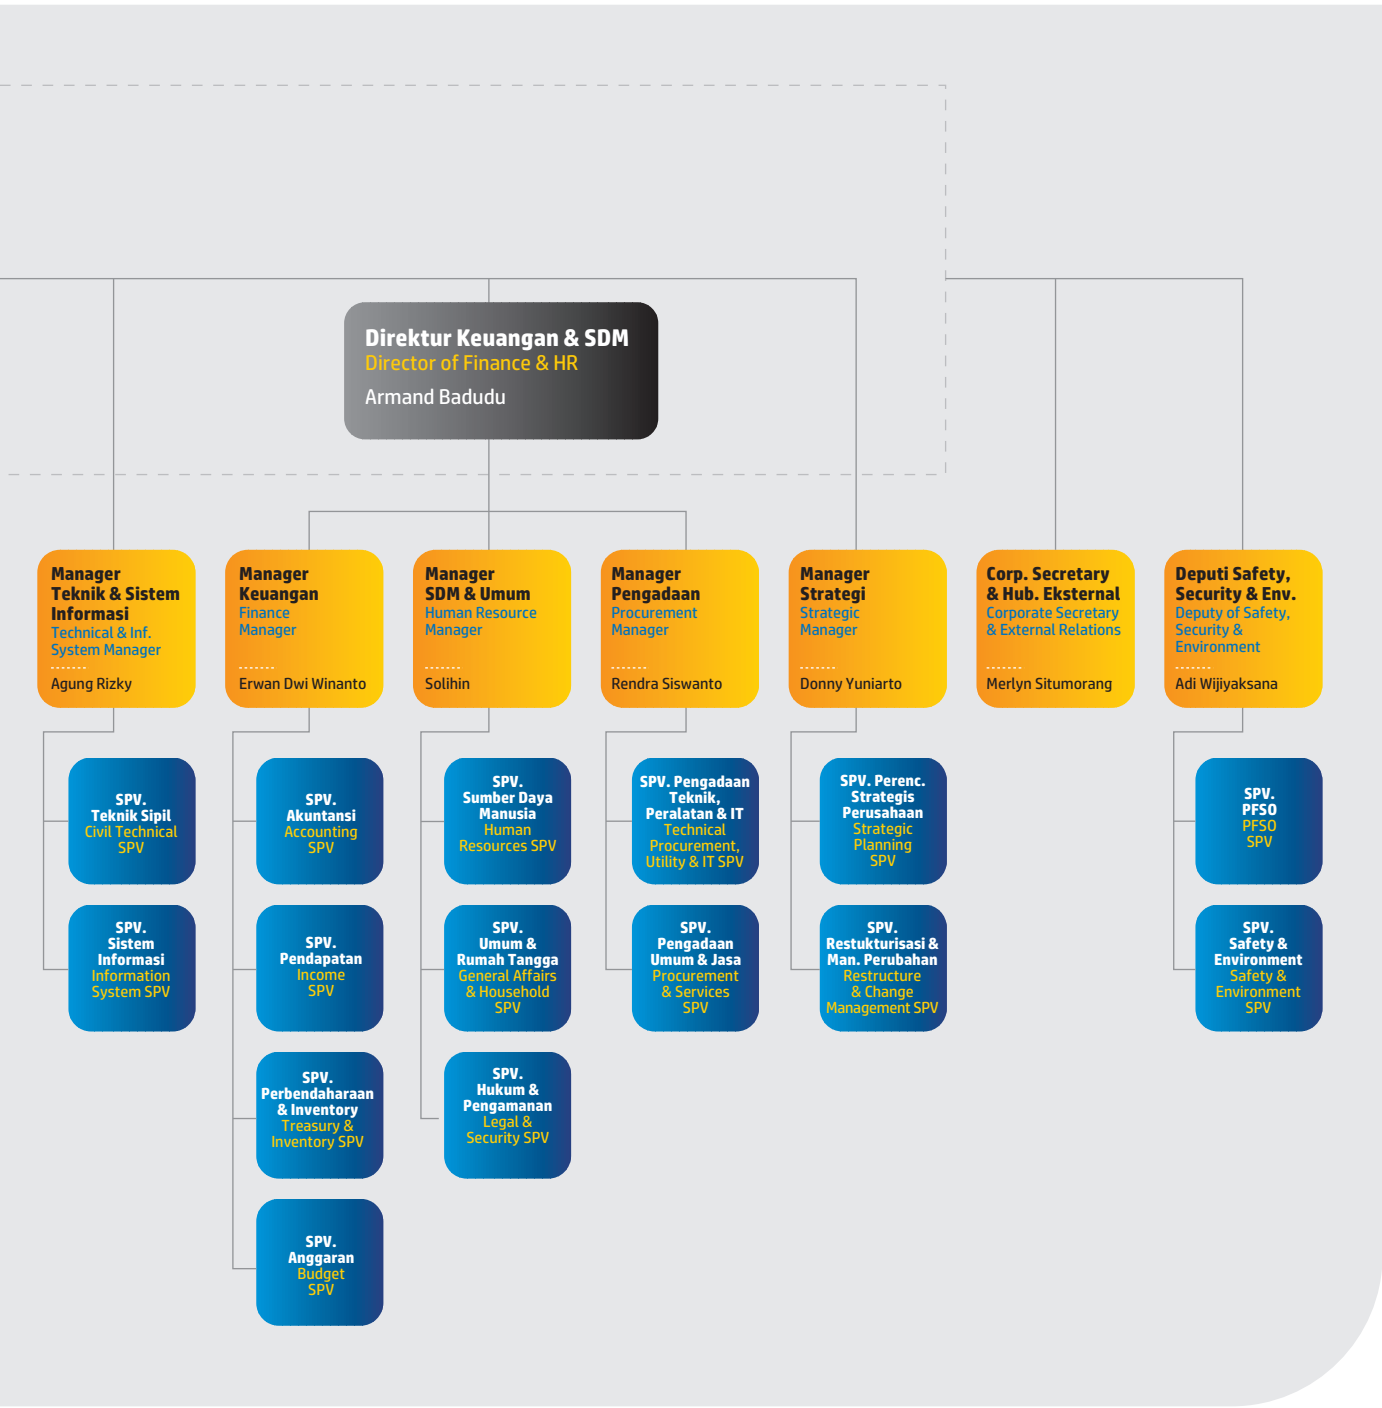 Direktur Keuangan & SDM
Director of Finance & HR
Armand Badudu
Manager
Teknik & Sistem
Informasi
Technical & Inf.
System Manager
Agung Rizky
Manager
Keuangan
Finance
Manager
Erwan Dwi Winanto
Manager
SDM & Umum
Human Resource
Manager
Solihin
Manager
Pengadaan
Procurement
Manager
Rendra Siswanto
Manager
Strategi
Strategic
Manager
Donny Yuniarto
Corp. Secretary
& Hub. Eksternal
Corporate Secretary
& External Relations
Merlyn Situmorang
Deputi Safety,
Security & Env.
Deputy of Safety,
Security &
Environment
Adi Wijiyaksana
SPV.
Teknik Sipil
Civil Technical
SPV
SPV.
Akuntansi
Accounting
SPV
SPV.
Sumber Daya
Manusia
Human
Resources SPV
SPV. Pengadaan
Teknik,
Peralatan & IT
Technical
Procurement,
Utility & IT SPV
SPV. Perenc.
Strategis
Perusahaan
Strategic
Planning
SPV
SPV.
PFSO
PFSO
SPV
SPV.
Sistem
Informasi
Information
System SPV
SPV.
Pendapatan
Income
SPV
SPV.
Umum &
Rumah Tangga
General Affairs
& Household
SPV
SPV.
Pengadaan
Umum & Jasa
Procurement
& Services
SPV
SPV.
Restukturisasi &
Man. Perubahan
Restructure
& Change
Management SPV
SPV.
Safety &
Environment
Safety &
Environment
SPV
SPV.
Perbendaharaan
& Inventory
Treasury &
Inventory SPV
SPV.
Hukum &
Pengamanan
Legal &
Security SPV
SPV.
Anggaran
Budget
SPV